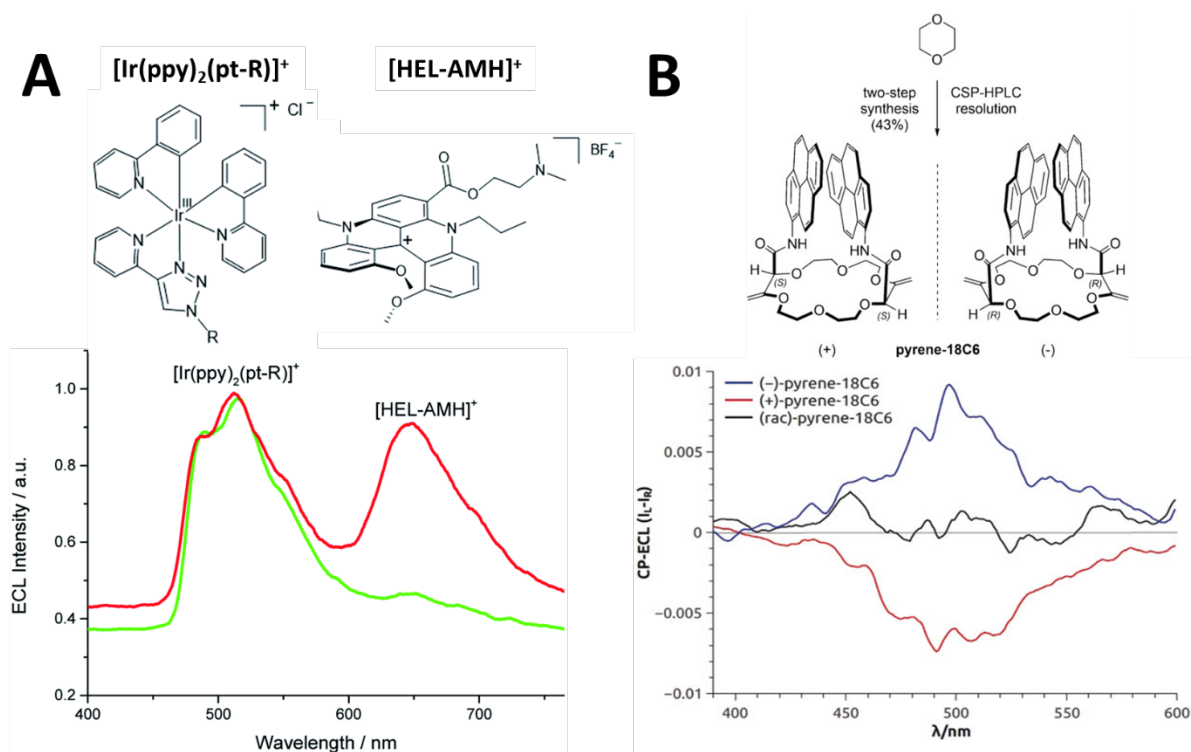 A
[Ir(ppy)2(pt-R)]+
[HEL-AMH]+
+ Cl −
BF4−
N
O
O
N
III
Ir
N
N
N
N
+
N
N
N
N
O
O
R
[Ir(ppy)2(pt-R)]+
[HEL-AMH]+
ECL Intensity / a.u.
1.0
0.8
0.6
0.4
0.2
400
500
600
700
Wavelength / nm
B
O
O
two-step
synthesis
(43%)
CSP-HPLC
resolution
NH
HN
O
O
H
(S)
O
O
O
O
O
O
(S)
H
NH
HN
O
O
H
(R)
O
O
O
O
O
O
(R)
H
(+)
pyrene-18C6
(-)
(−)-pyrene-18C6
(+)-pyrene-18C6
(rac)-pyrene-18C6
CP-ECL (IL-IR)
0.01
0.005
0
−0.005
−0.01
400
450
500
550
600
λ/nm